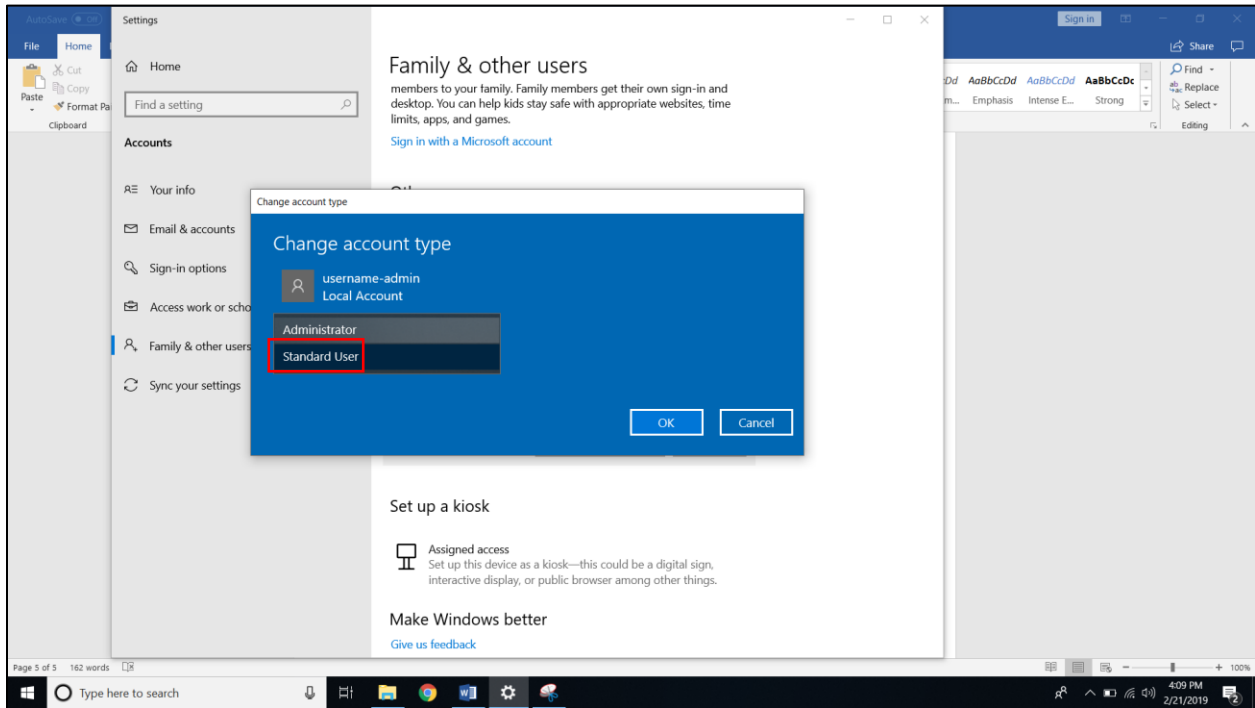 AutoSave Off
Sign in
File Home
Share
Cut
Copy
Paste
Format Pa
Clipboard
Dd AaBbCcDd AaBbCcDd AaBbCcDc
m... Emphasis Intense E... Strong
Find
Replace
Select
Editing
Settings
Home
Find a setting
Accounts
Your info
Email & accounts
Sign-in options
Access work or scho
Family & other users
Sync your settings
Family & other users
members to your family. Family members get their own sign-in and
desktop. You can help kids stay safe with appropriate websites, time
limits, apps, and games.
Sign in with a Microsoft account
Change account type
Change account type
username-admin
Local Account
Administrator
Standard User
OK Cancel
Set up a kiosk
Assigned access
Set up this device as a kiosk—this could be a digital sign,
interactive display, or public browser among other things.
Make Windows better
Give us feedback
Page 5 of 5 162 words
100%
Type here to search
4:09 PM
2/21/2019
2